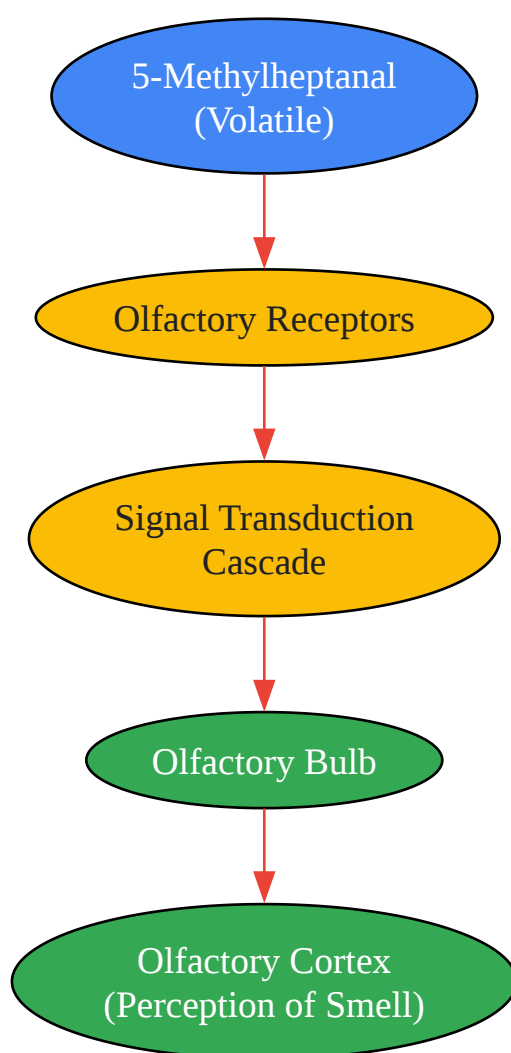 5-Methylheptanal
(Volatile)
Olfactory Receptors
Signal Transduction
Cascade
Olfactory Bulb
Olfactory Cortex
(Perception of Smell)